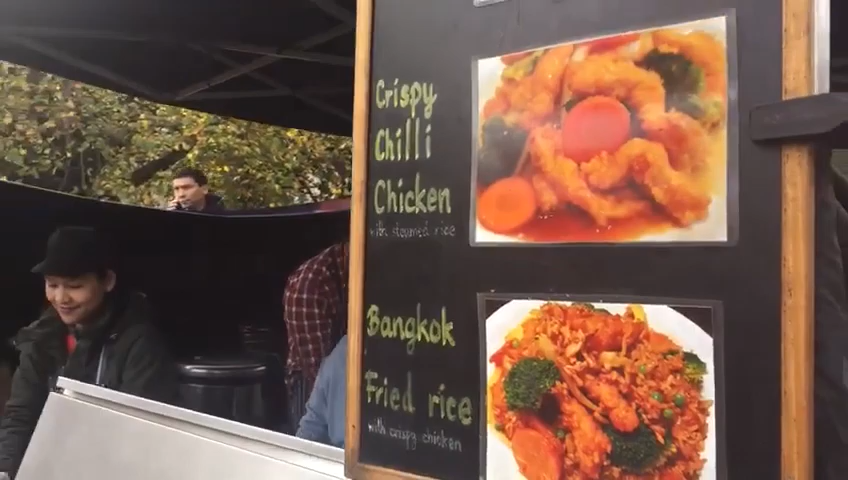 Crispy
Chilli
Chicken
with steamed rice
Bangkok
Fried rice
with crispy chicken